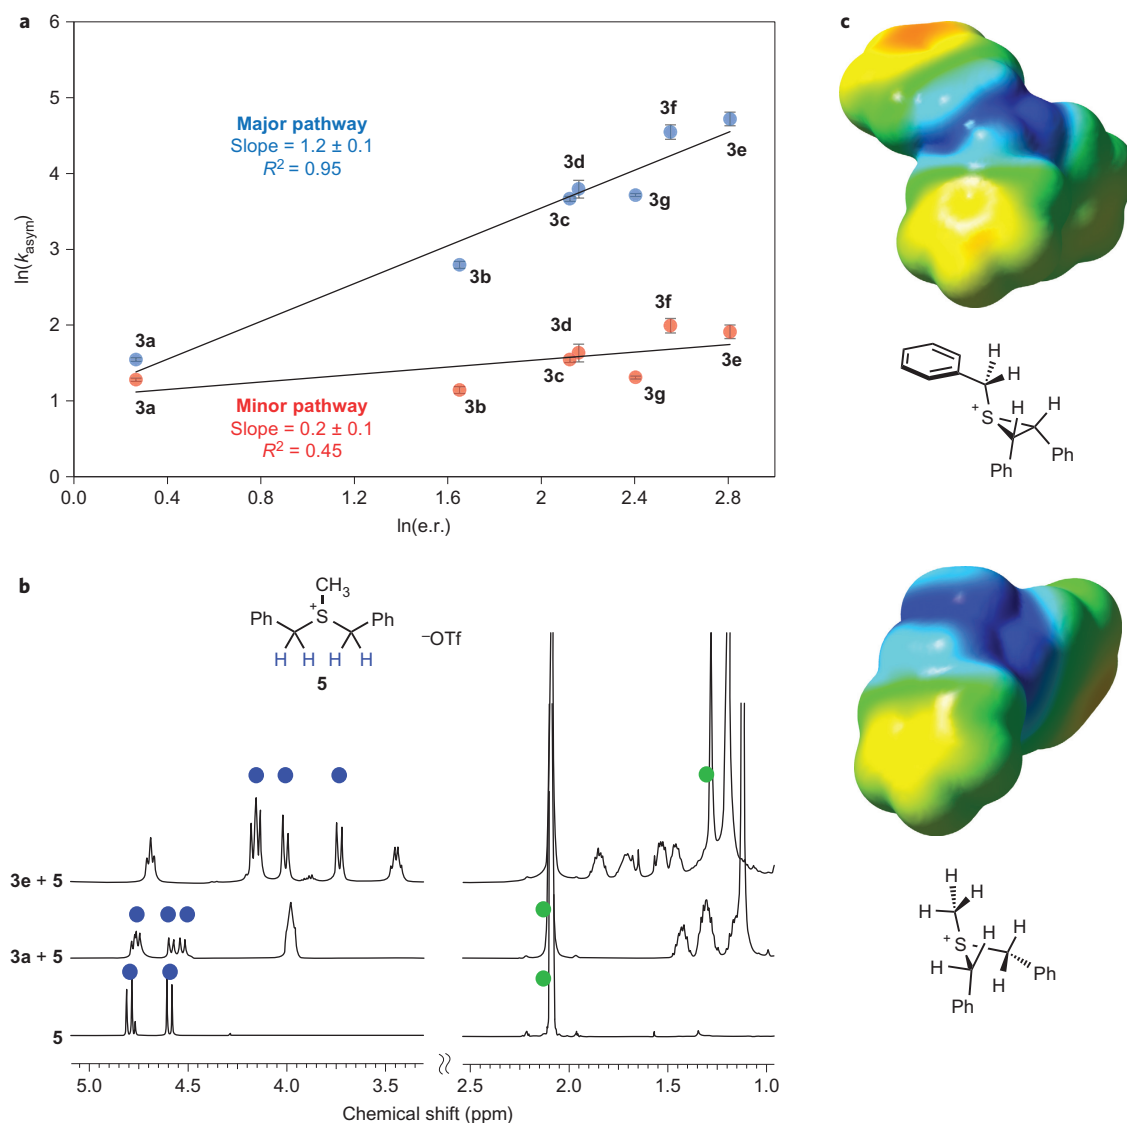 a
6
5
4
3
2
1
0
ln(kasym)
Major pathway
Slope = 1.2 ± 0.1
R2 = 0.95
3a
3b
3c
3d
3g
3f
3e
3a
3b
3c
3d
3g
3f
3e
Minor pathway
Slope = 0.2 ± 0.1
R2 = 0.45
0.0 0.4 0.8 1.2 1.6 2 2.4 2.8
ln(e.r.)
b
CH3
+
Ph S Ph
−OTf
H H H H
5
3e + 5
3a + 5
5
5.0 4.5 4.0 3.5 2.5 2.0 1.5 1.0
Chemical shift (ppm)
c
H
H
+ H H
S
Ph
Ph
H
H
H
+ H H
S
H Ph
H
Ph